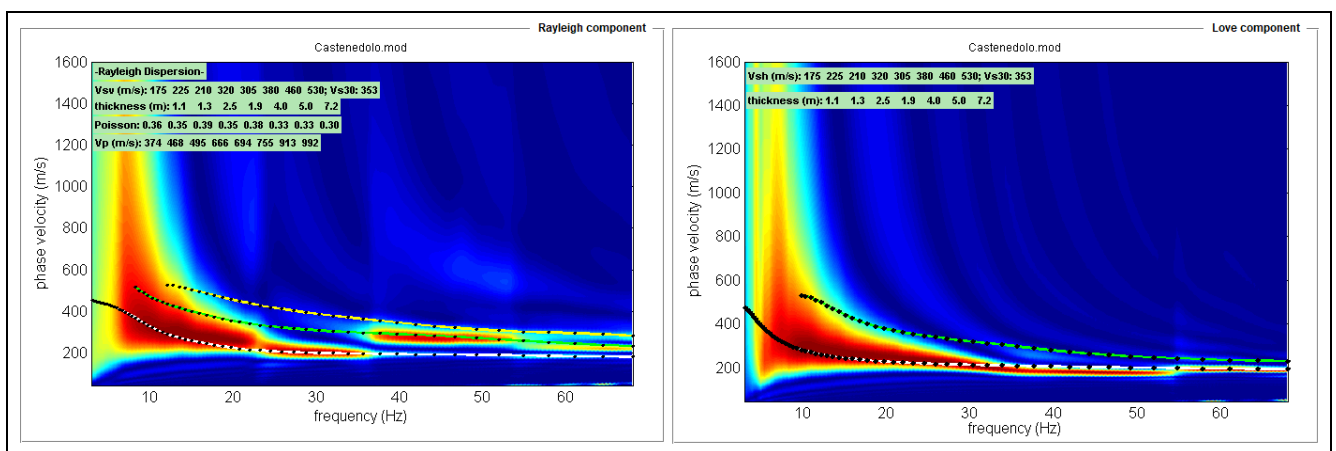 Rayleigh component
Castenedolo.mod
-Rayleigh Dispersion-
Vsv (m/s): 175 225 210 320 305 380 460 530; Vs30: 353
thickness (m): 1.1 1.3 2.5 1.9 4.0 5.0 7.2
Poisson: 0.36 0.35 0.39 0.35 0.38 0.33 0.33 0.30
Vp (m/s): 374 468 495 666 694 755 913 992
1600
1400
1200
1000
800
600
400
200
phase velocity (m/s)
10 20 30 40 50 60
frequency (Hz)
Love component
Castenedolo.mod
Vsh (m/s): 175 225 210 320 305 380 460 530; Vs30: 353
thickness (m): 1.1 1.3 2.5 1.9 4.0 5.0 7.2
1600
1400
1200
1000
800
600
400
200
phase velocity (m/s)
10 20 30 40 50 60
frequency (Hz)